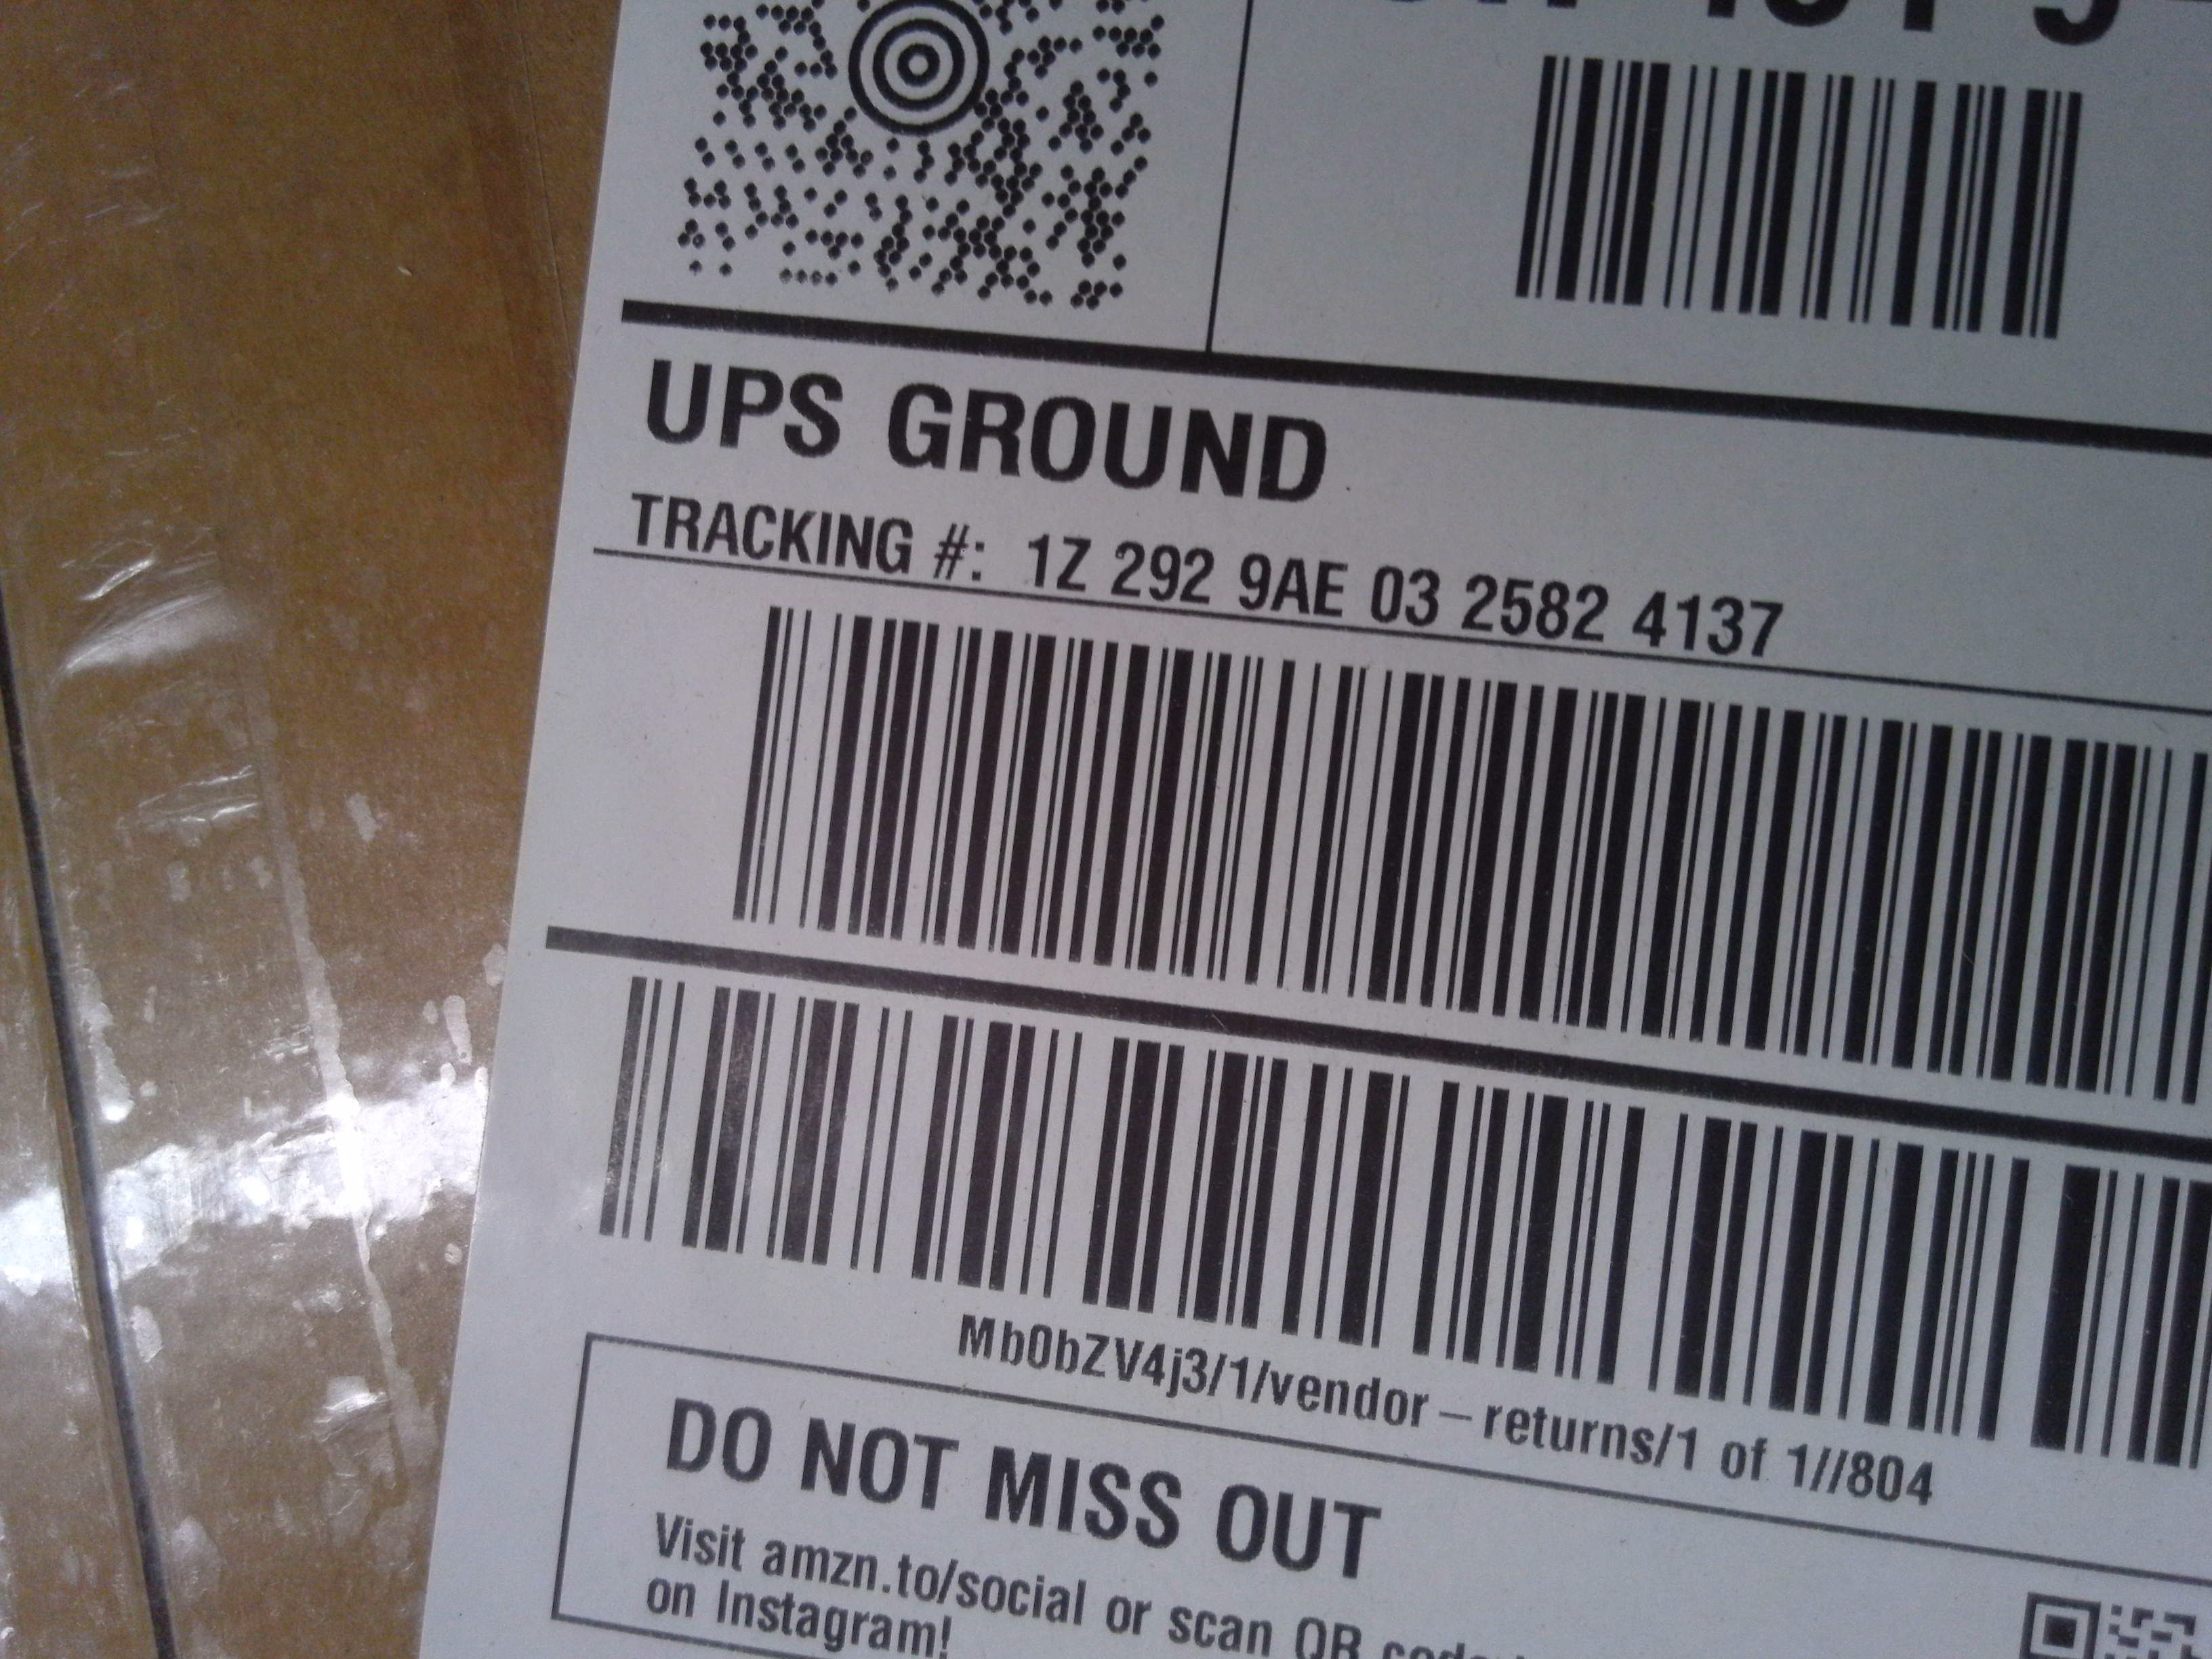 UPS GROUND
TRACKING #: 1Z 292 9AE 03 2582 4137
Mb0bZV4j3/1/vendor-returns/1 of 1//804
DO NOT MISS OUT
Visit amzn.to/social or scan QR code
on Instagram!